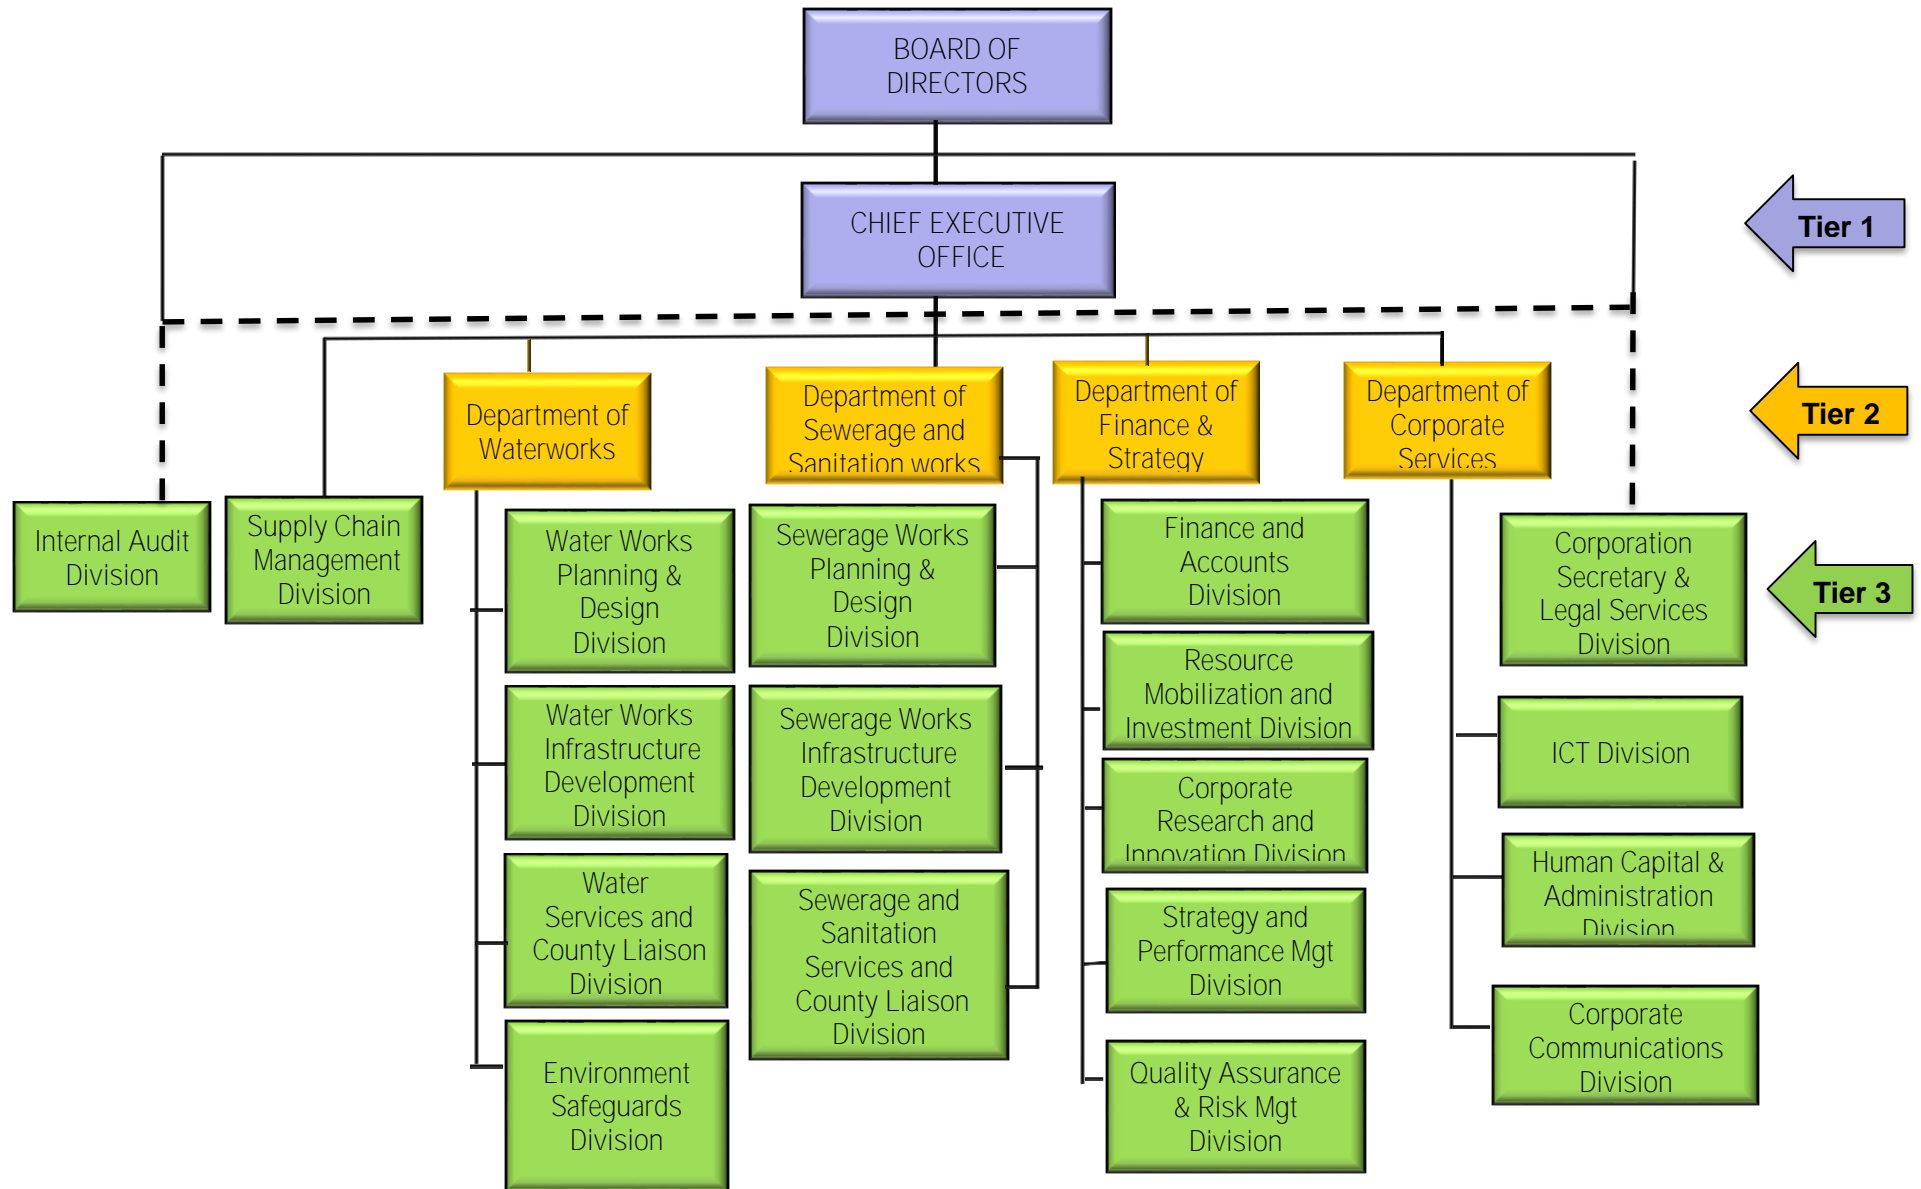 BOARD OF
DIRECTORS
CHIEF EXECUTIVE
OFFICE
Tier 1
Department of
Waterworks
Department of
Sewerage and
Sanitation works
Department of
Finance &
Strategy
Department of
Corporate
Services
Tier 2
Internal Audit
Division
Supply Chain
Management
Division
Water Works
Planning &
Design
Division
Water Works
Infrastructure
Development
Division
Water
Services and
County Liaison
Division
Environment
Safeguards
Division
Sewerage Works
Planning &
Design
Division
Sewerage Works
Infrastructure
Development
Division
Sewerage and
Sanitation
Services and
County Liaison
Division
Finance and
Accounts
Division
Resource
Mobilization and
Investment Division
Corporate
Research and
Innovation Division
Strategy and
Performance Mgt
Division
Quality Assurance
& Risk Mgt
Division
Corporation
Secretary &
Legal Services
Division
ICT Division
Human Capital &
Administration
Division
Corporate
Communications
Division
Tier 3